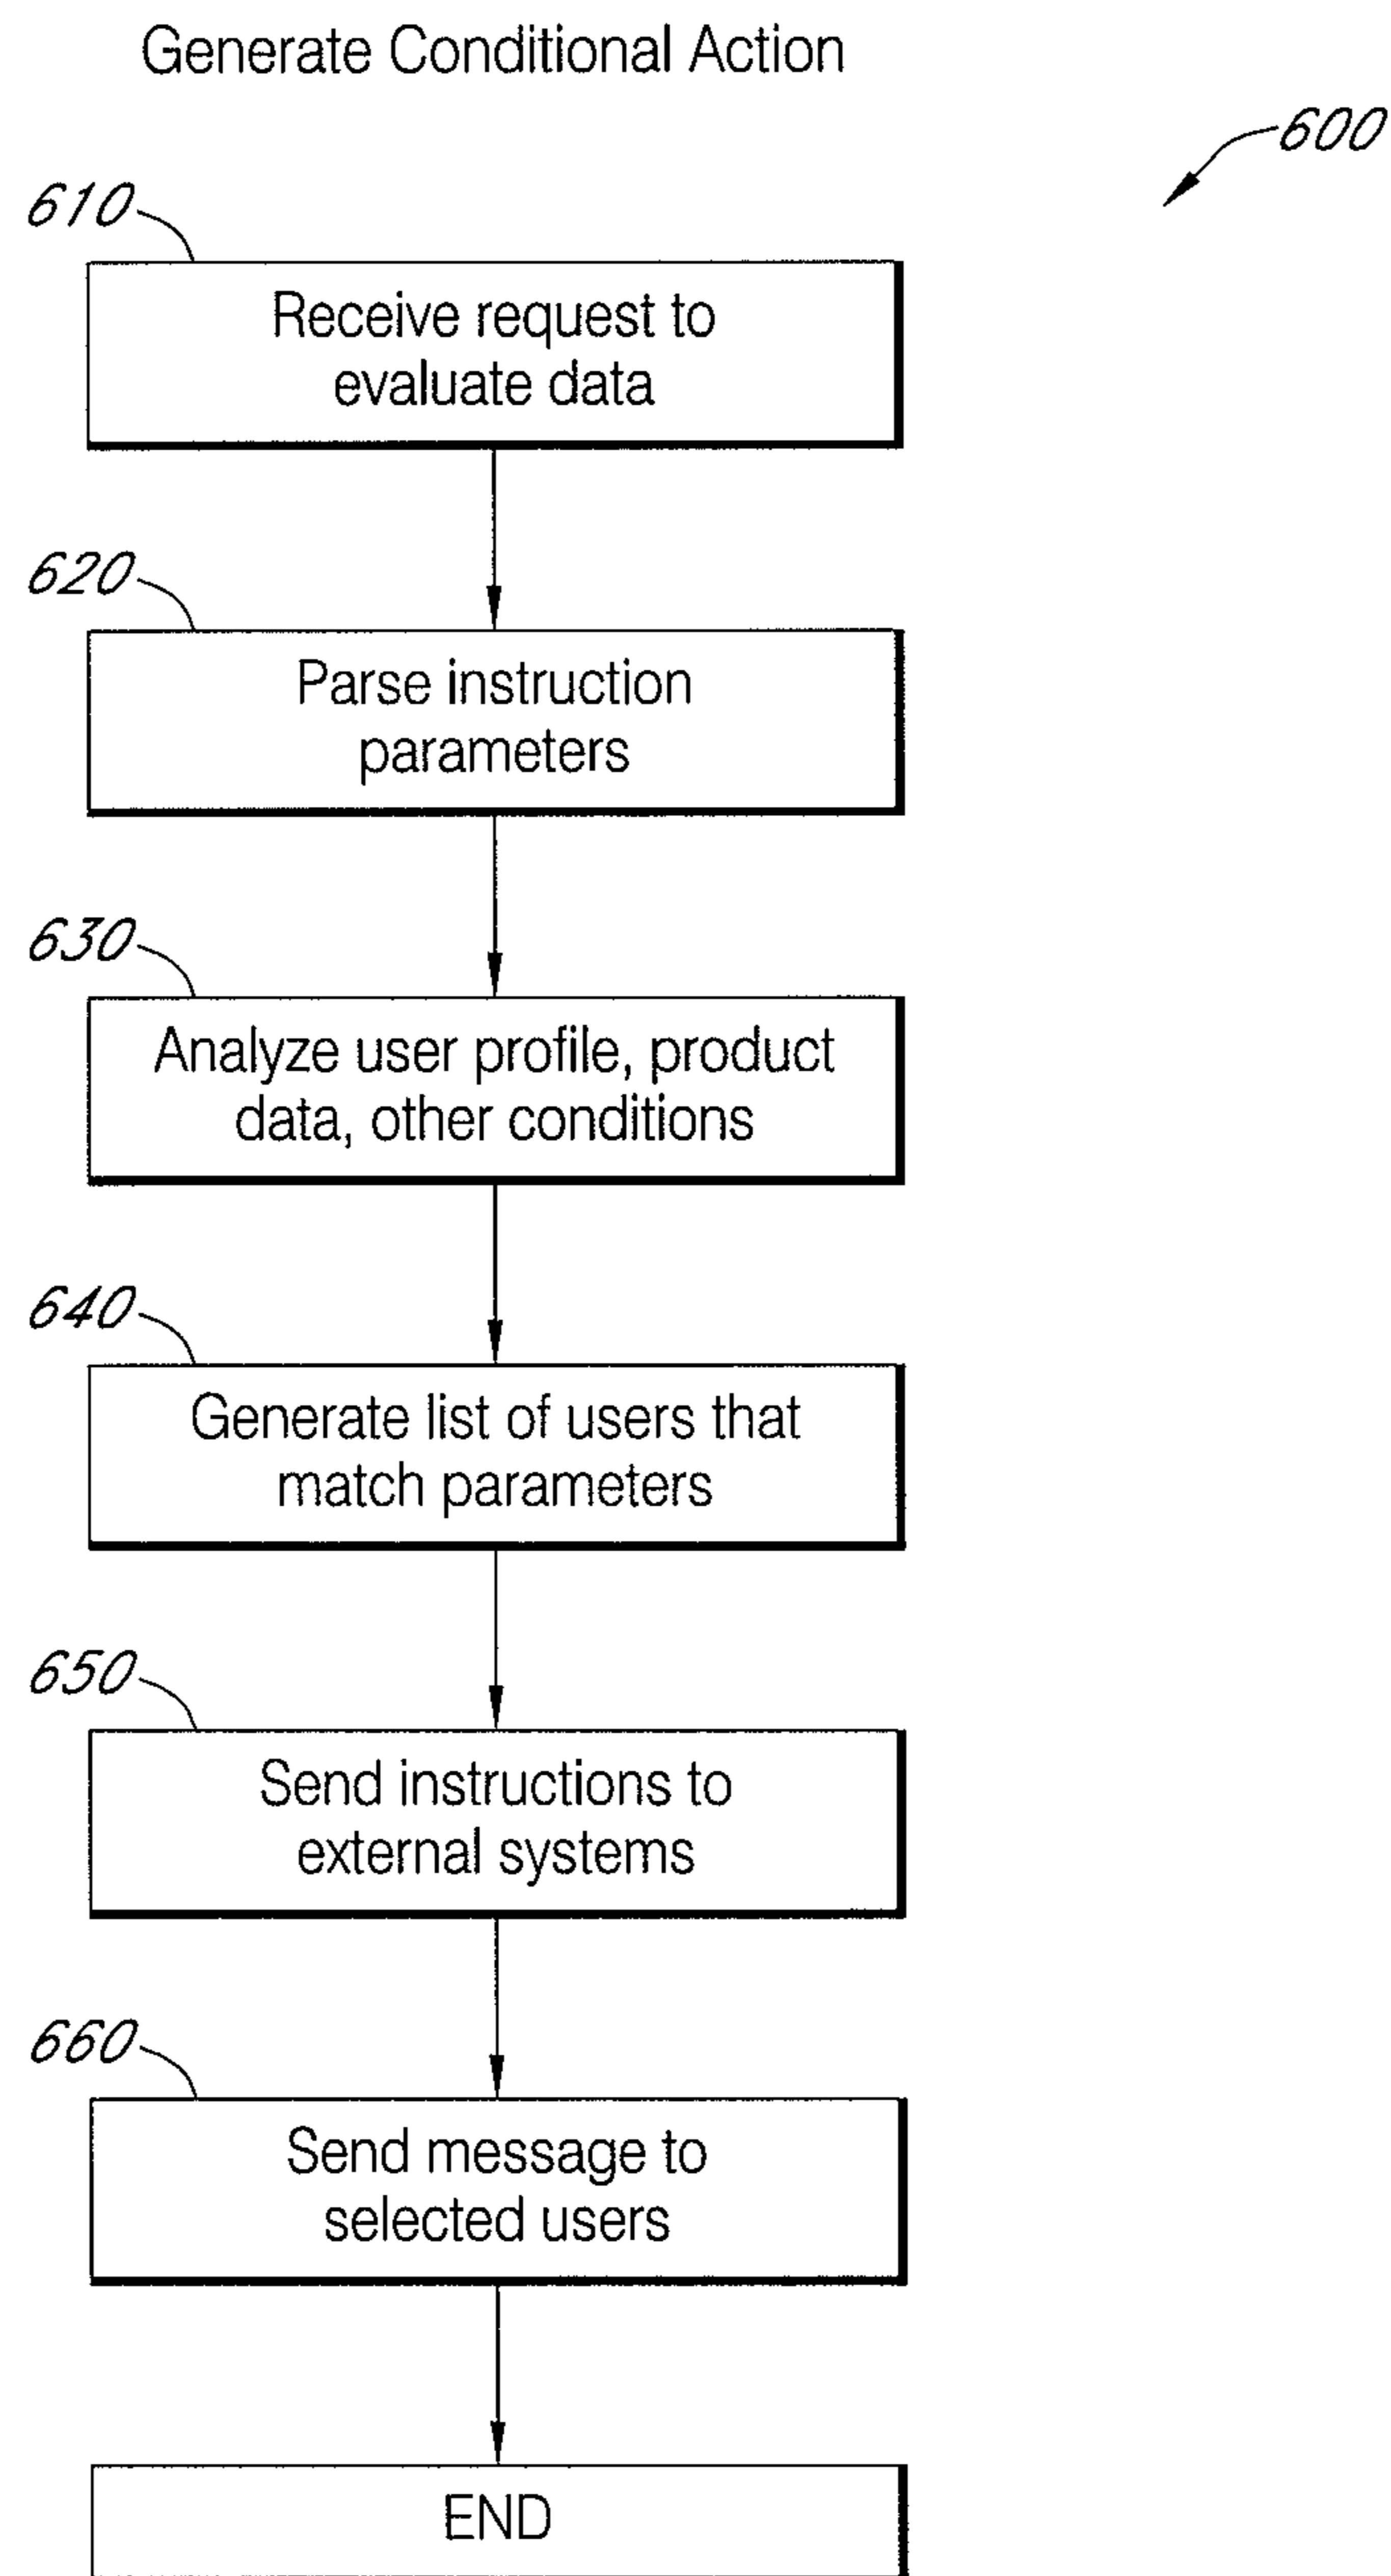 Generate Conditional Action
600
610
Receive request to
evaluate data
620
Parse instruction
parameters
630
Analyze user profile, product
data, other conditions
640
Generate list of users that
match parameters
650
Send instructions to
external systems
660
Send message to
selected users
END